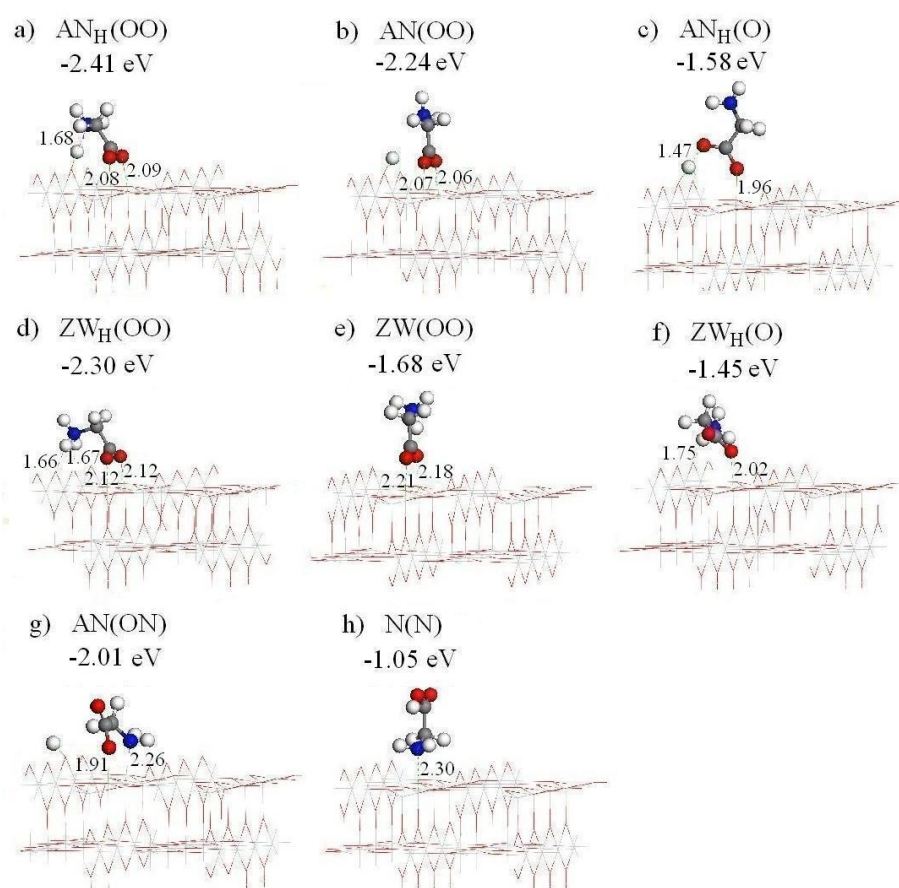 a) AN_H(OO)
-2.41 eV
1.68
2.08
2.09
b) AN(OO)
-2.24 eV
2.07
2.06
c) AN_H(O)
-1.58 eV
1.47
1.96
d) ZW_H(OO)
-2.30 eV
1.66
1.67
2.12
2.12
e) ZW(OO)
-1.68 eV
2.21
2.18
f) ZW_H(O)
-1.45 eV
1.75
2.02
g) AN(ON)
-2.01 eV
1.91
2.26
h) N(N)
-1.05 eV
2.30